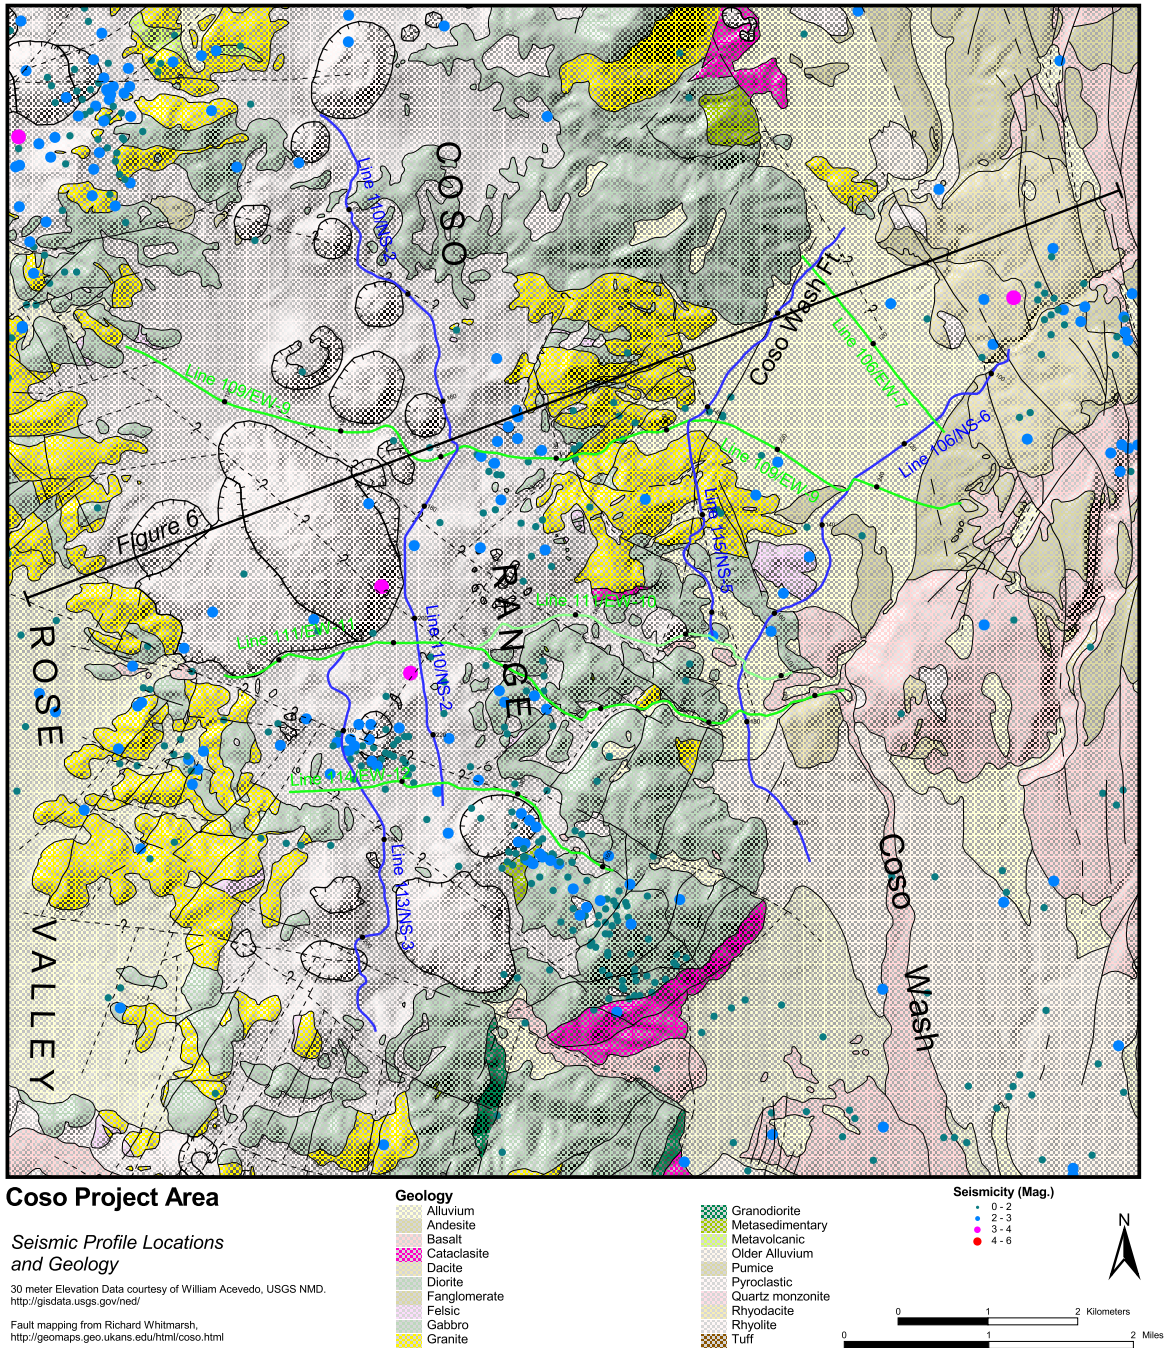 COSO
Line 110/NS-2
Coso Wash Ft.
Line 106/EW-7
Line 109/EW-9
Line 109/EW-9
Line 106/NS-6
Figure 6
Line 115/NS-5
RANGE
Line 111/EW-10
Line 111/EW-11
Line 110/NS-2
ROSE
Line 113/NS-3
Coso
VALLEY
Wash
Coso Project Area
Seismic Profile Locations
and Geology
30 meter Elevation Data courtesy of William Acevedo, USGS NMD.
http://gisdata.usgs.gov/ned/
Fault mapping from Richard Whitmarsh,
http://geomaps.geo.ukans.edu/html/coso.html
Geology
Alluvium
Andesite
Basalt
Cataclasite
Dacite
Diorite
Fanglomerate
Felsic
Gabbro
Granite
Granodiorite
Metasedimentary
Metavolcanic
Older Alluvium
Pumice
Pyroclastic
Quartz monzonite
Rhyodacite
Rhyolite
Tuff
Seismicity (Mag.)
0 - 2
2 - 3
3 - 4
4 - 6
N
0 1 2 Kilometers
0 1 2 Miles